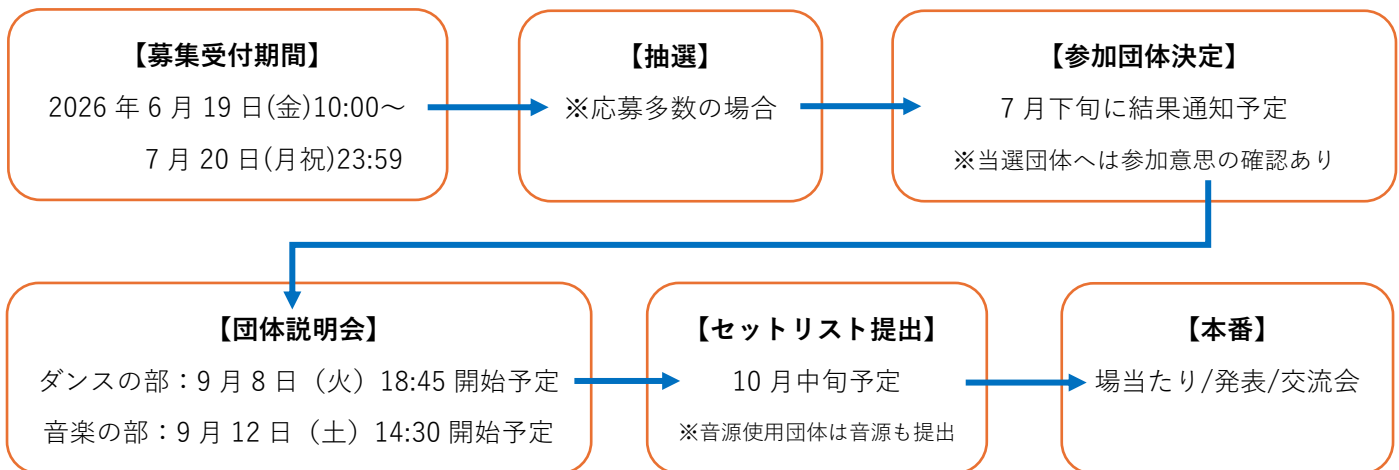 【募集受付期間】
2026 年 6 月 19 日(金)10:00～
7 月 20 日(月祝)23:59
【抽選】
※応募多数の場合
【参加団体決定】
7 月下旬に結果通知予定
※当選団体へは参加意思の確認あり
【団体説明会】
ダンスの部：9 月 8 日（火）18:45 開始予定
音楽の部：9 月 12 日（土）14:30 開始予定
【セットリスト提出】
10 月中旬予定
※音源使用団体は音源も提出
【本番】
場当たり/発表/交流会